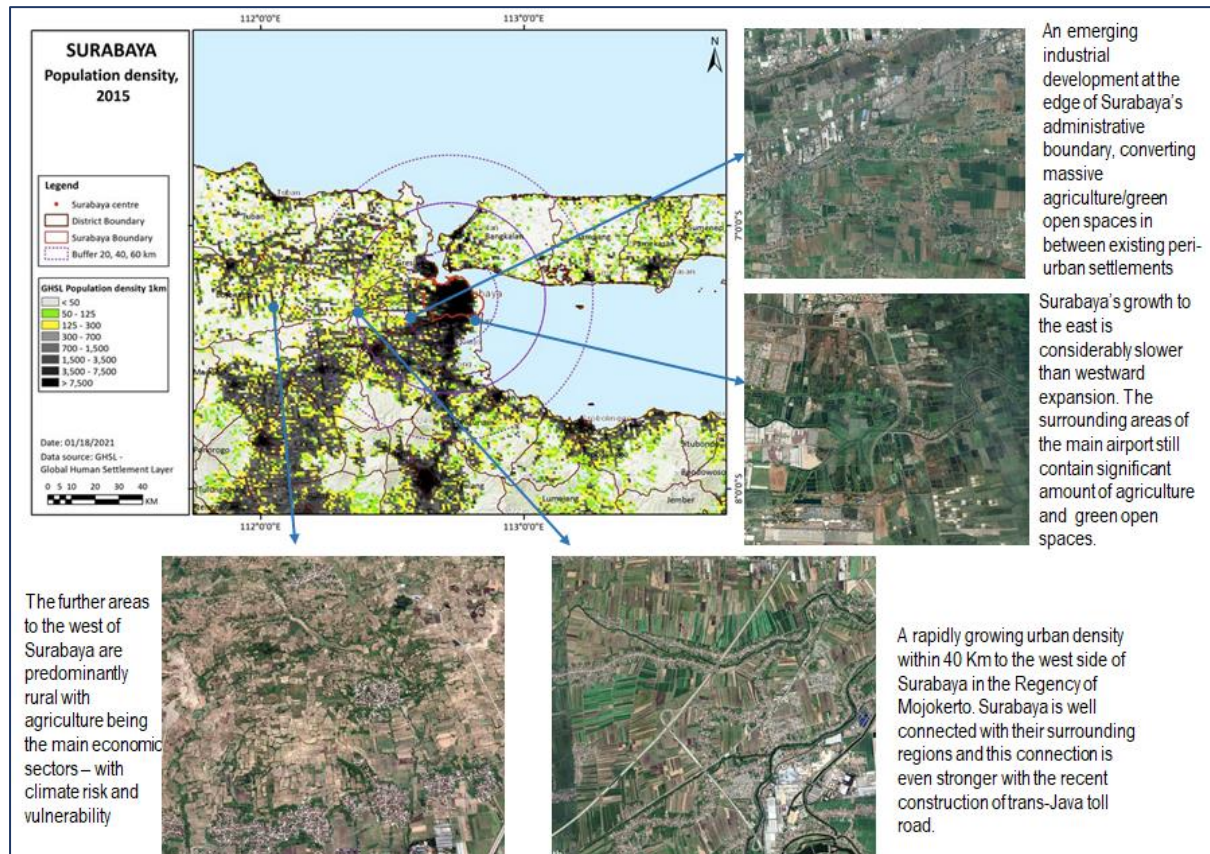 SURABAYA
Population density,
2015
Legend
Surabaya centre
District Boundary
Surabaya Boundary
Buffer 20, 40, 60 km
GHSL Population density 1km
< 50
50 - 125
125 - 300
300 - 700
700 - 1,500
1,500 - 3,500
3,500 - 7,500
> 7,500
Date: 01/18/2021
Data source: GHSL -
Global Human Settlement Layer
0 5 10 20 30 40
KM
112°0'0"E
113°0'0"E
N
7°0'0"S
8°0'0"S
112°0'0"E
113°0'0"E
Tuban
Tuban
Bangkalan
Sumenep
Lumajang
Jember
Bondowoso
An emerging
industrial
development at the
edge of Surabaya's
administrative
boundary, converting
massive
agriculture/green
open spaces in
between existing peri-
urban settlements
Surabaya's growth to
the east is
considerably slower
than westward
expansion. The
surrounding areas of
the main airport still
contain significant
amount of agriculture
and green open
spaces.
The further areas
to the west of
Surabaya are
predominantly
rural with
agriculture being
the main economic
sectors – with
climate risk and
vulnerability
A rapidly growing urban density
within 40 Km to the west side of
Surabaya in the Regency of
Mojokerto. Surabaya is well
connected with their surrounding
regions and this connection is
even stronger with the recent
construction of trans-Java toll
road.